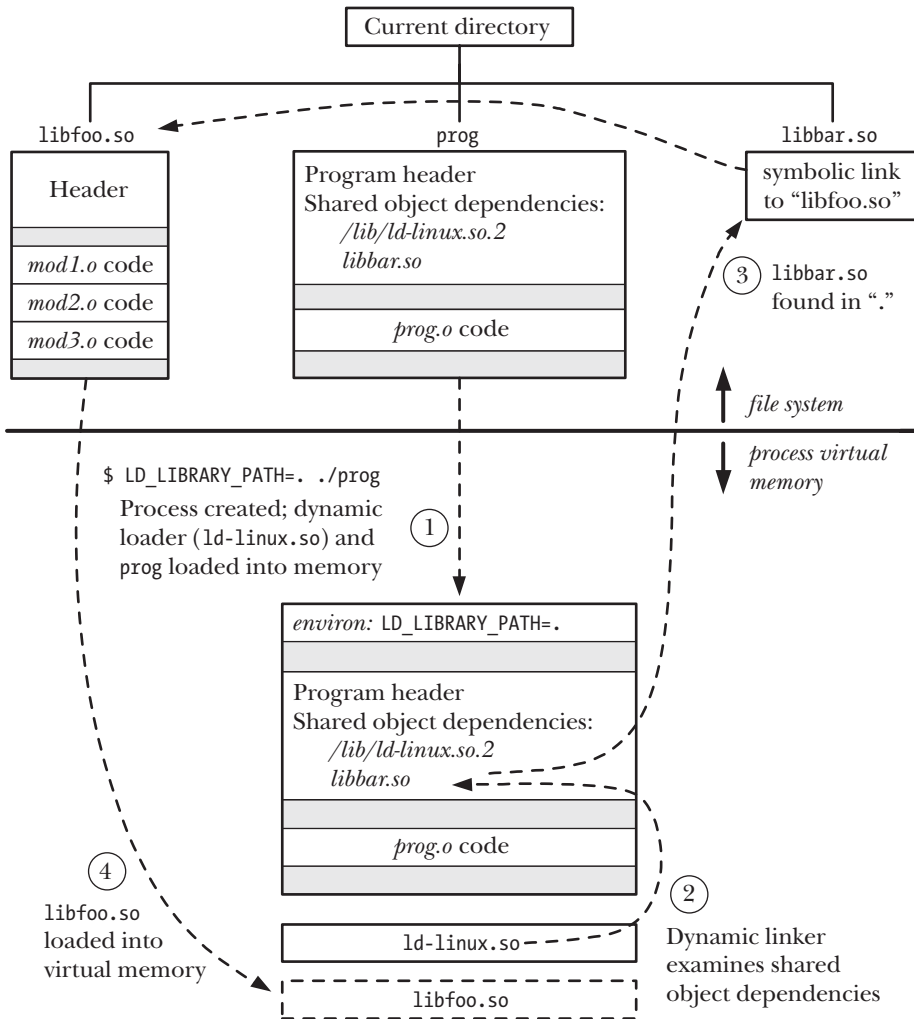 Current directory
libfoo.so
prog
libbar.so
Header
mod1.o code
mod2.o code
mod3.o code
Program header
Shared object dependencies:
/lib/ld-linux.so.2
libbar.so
prog.o code
symbolic link
to “libfoo.so”
3 libbar.so
found in “.”
file system
process virtual
memory
$ LD_LIBRARY_PATH=. ./prog
Process created; dynamic
loader (ld-linux.so) and
prog loaded into memory
1
environ: LD_LIBRARY_PATH=.
Program header
Shared object dependencies:
/lib/ld-linux.so.2
libbar.so
prog.o code
4
libfoo.so
loaded into
virtual memory
2
Dynamic linker
examines shared
object dependencies
ld-linux.so
libfoo.so